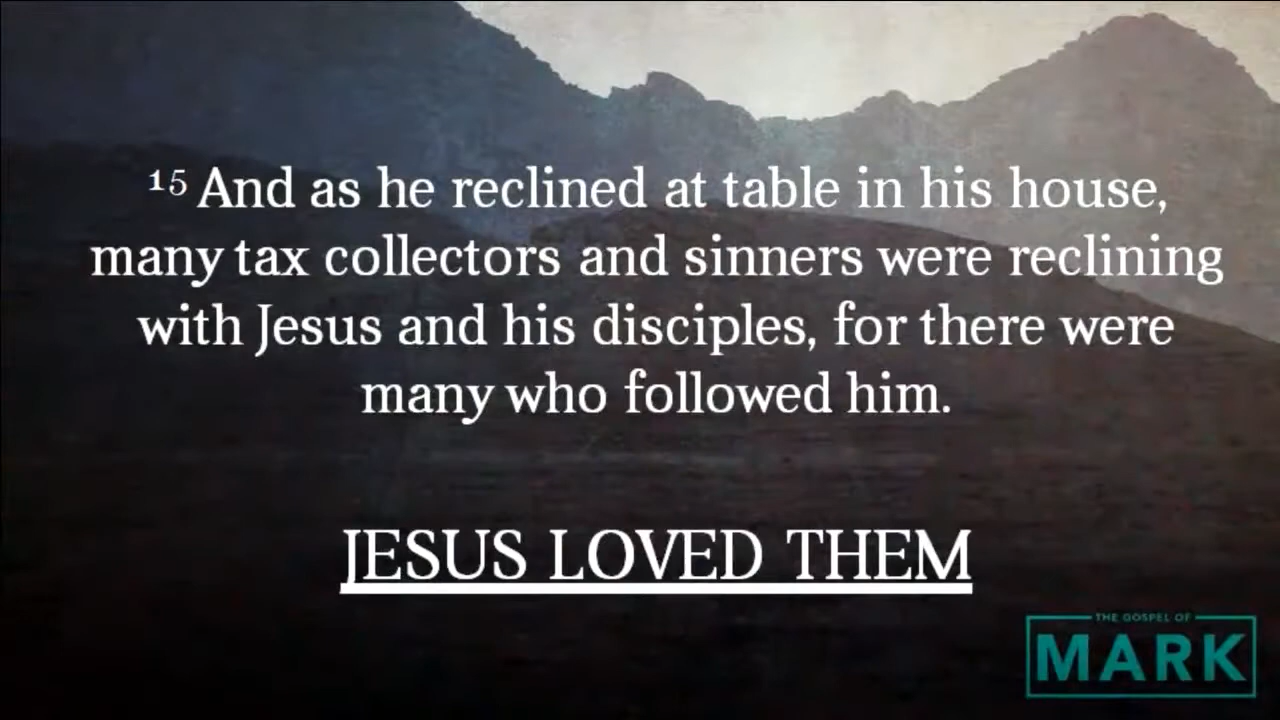 15 And as he reclined at table in his house,
many tax collectors and sinners were reclining
with Jesus and his disciples, for there were
many who followed him.
JESUS LOVED THEM
THE GOSPEL OF
MARK